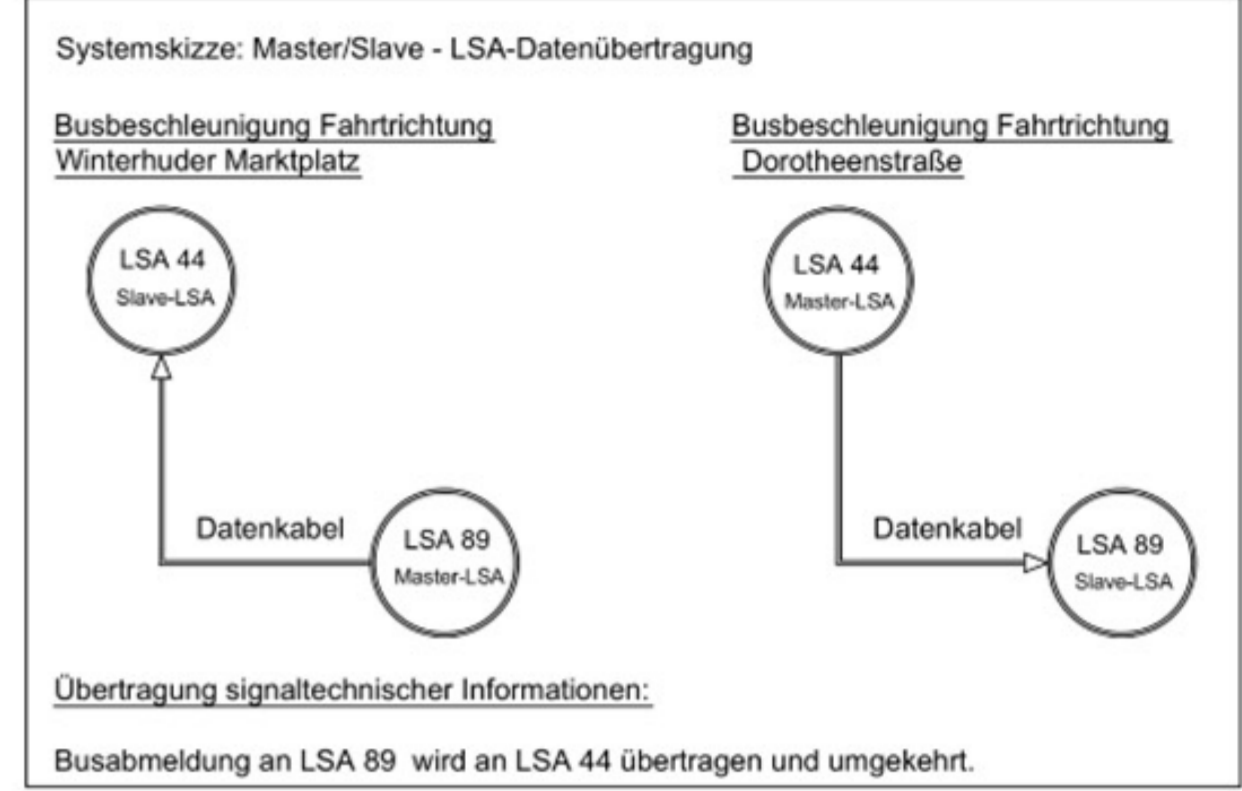 Systemskizze: Master/Slave - LSA-Datenübertragung
Busbeschleunigung Fahrtrichtung
Winterhuder Marktplatz
Busbeschleunigung Fahrtrichtung
Dorotheenstraße
LSA 44
Slave-LSA
Datenkabel
LSA 89
Master-LSA
LSA 44
Master-LSA
Datenkabel
LSA 89
Slave-LSA
Übertragung signaltechnischer Informationen:
Busabmeldung an LSA 89 wird an LSA 44 übertragen und umgekehrt.